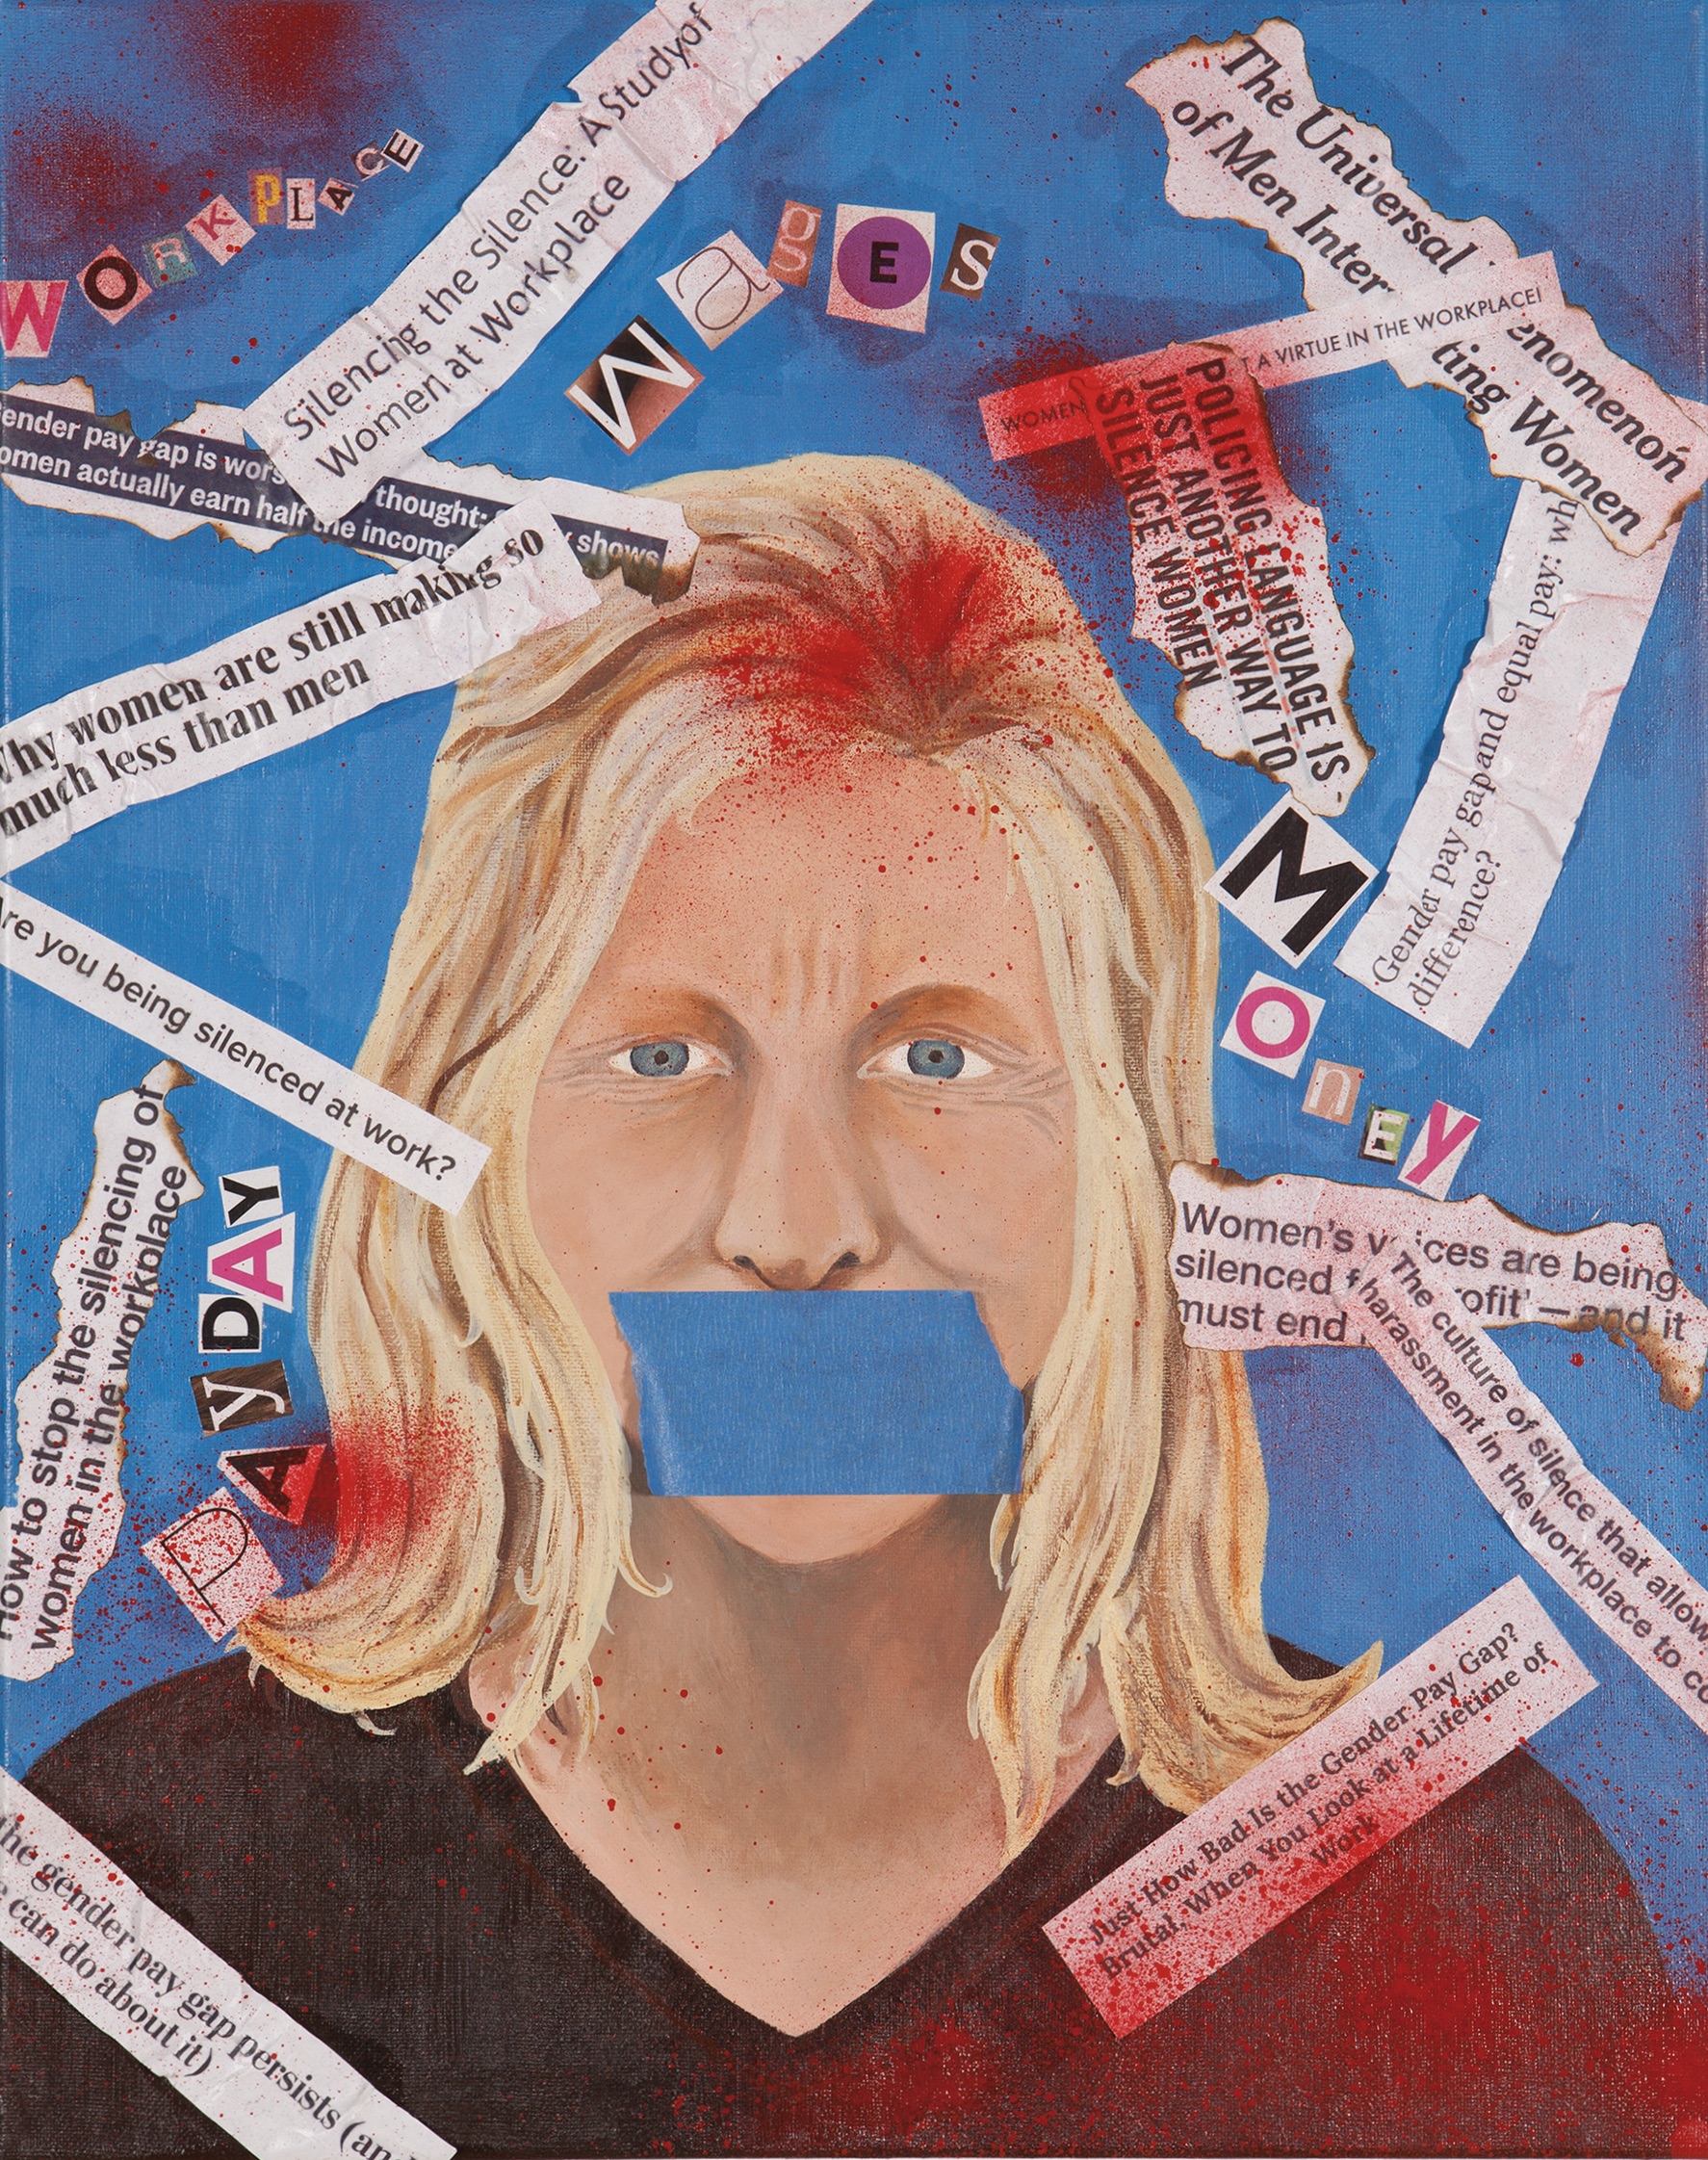 WORKPLACE
Silencing the Silence: A Study of
Women at Workplace
WagES
The Universal
of Men Inter
enomenon
ting Women
WOMEN
T A VIRTUE IN THE WORKPLACE!
POLICING LANGUAGE IS
JUST ANOTHER WAY TO
SILENCE WOMEN
ender pay gap is wors
thought:
omen actually earn half the income
shows
Why women are still making so
much less than men
Gender pay gap and equal pay: wh
difference?
MOnEy
Are you being silenced at work?
How to stop the silencing of
women in the workplace
PAyDAY
Women's v ices are being
silenced f rofit' — and it
must end
The culture of silence that allow
harassment in the workplace to co
Just How Bad Is the Gender Pay Gap?
Brutal, When You Look at a Lifetime of
Work
the gender pay gap persists (an
can do about it)